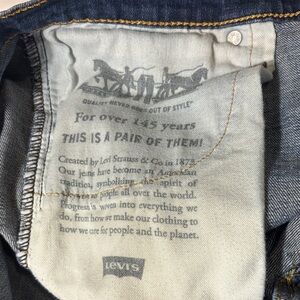 QUALITY NEVER GOES OUT OF STYLE®
For over 145 years
THIS IS A PAIR OF THEM!
Created by Levi Strauss & Co in 1873.
Our jeans have become an American
tradition, symbolizing the spirit of
people all over the world.
Progress is woven into everything we
do, from how we make our clothing to
how we care for people and the planet.
Levi's